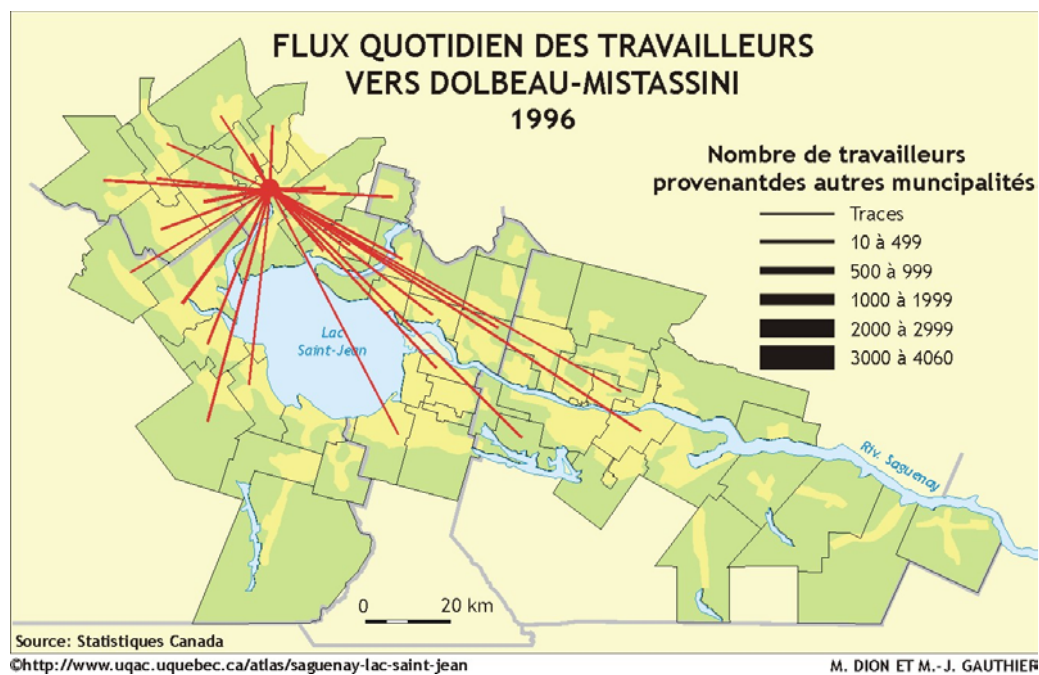 FLUX QUOTIDIEN DES TRAVAILLEURS
VERS DOLBEAU-MISTASSINI
1996
Nombre de travailleurs
provenantdes autres muncipalités
Traces
10 à 499
500 à 999
1000 à 1999
2000 à 2999
3000 à 4060
Lac
Saint-Jean
Riv. Saguenay
0 20 km
Source: Statistiques Canada
©http://www.uqac.uquebec.ca/atlas/saguenay-lac-saint-jean
M. DION ET M.-J. GAUTHIER